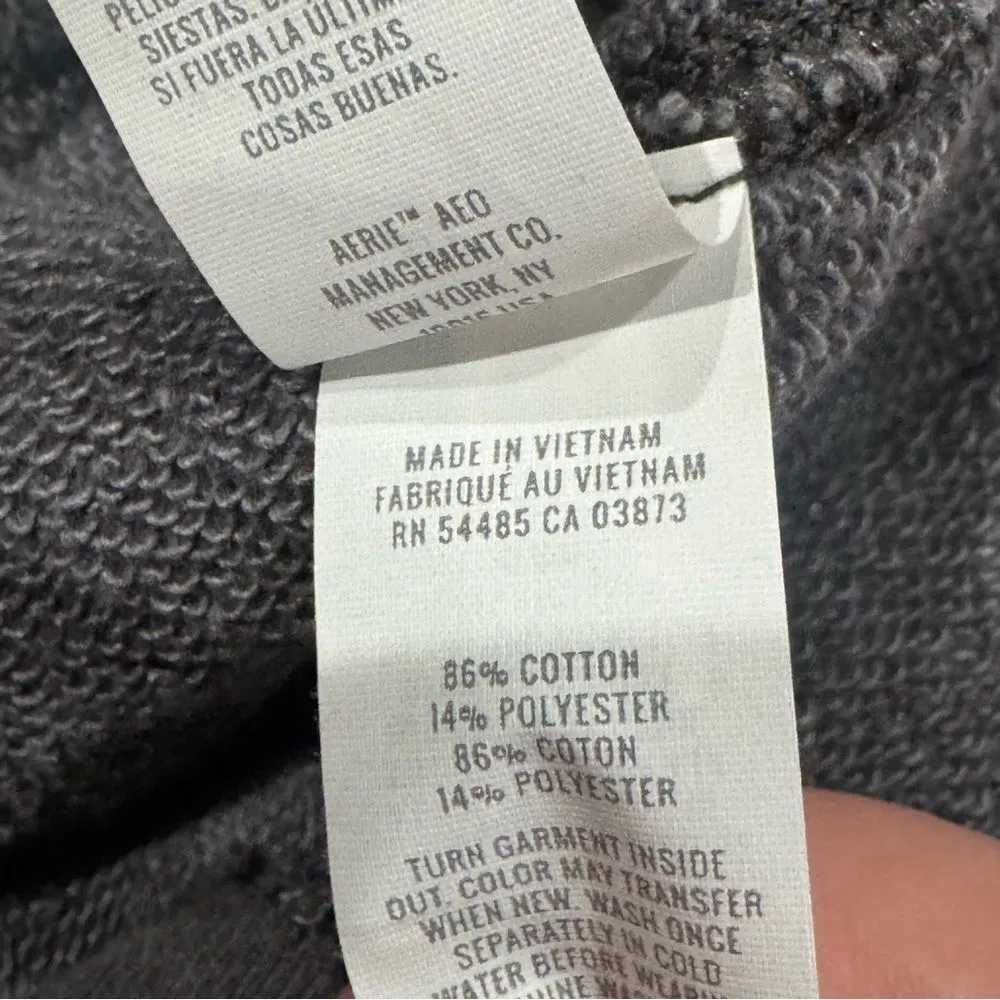 SIESTAS.
SI FUERA LA ÚLTIMA
TODAS ESAS
COSAS BUENAS.
AERIE™ AEO
MANAGEMENT CO.
NEW YORK, NY
MADE IN VIETNAM
FABRIQUÉ AU VIETNAM
RN 54485 CA 03873
86% COTTON
14% POLYESTER
86% COTON
14% POLYESTER
TURN GARMENT INSIDE
OUT. COLOR MAY TRANSFER
WHEN NEW. WASH ONCE
SEPARATELY IN COLD
WATER BEFORE WEARING